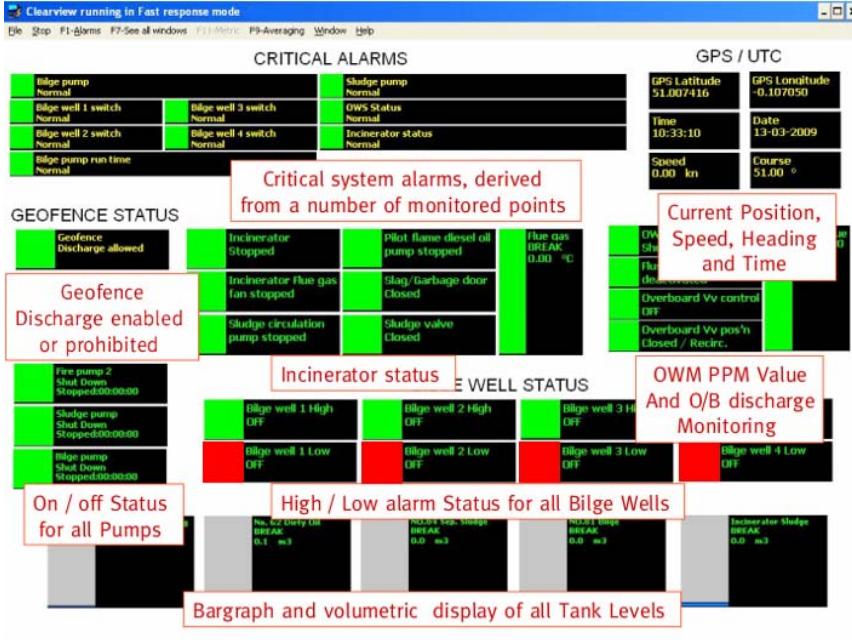 Clearview running in Fast response mode
File Stop F1-Alarms F7-See all windows F11-Metric F9-Averaging Window Help
CRITICAL ALARMS
GPS / UTC
Bilge pump
Normal
Sludge pump
Normal
Bilge well 1 switch
Normal
Bilge well 3 switch
Normal
OWS Status
Normal
Bilge well 2 switch
Normal
Bilge well 4 switch
Normal
Incinerator status
Normal
Bilge pump run time
Normal
GPS Latitude
51.007416
GPS Longitude
-0.107050
Time
10:33:10
Date
13-03-2009
Speed
0.00 kn
Course
51.00 °
Critical system alarms, derived
from a number of monitored points
Current Position,
Speed, Heading
and Time
GEOFENCE STATUS
Geofence
Discharge allowed
Geofence
Discharge enabled
or prohibited
Incinerator
Stopped
Pilot flame diesel oil
pump stopped
Flue gas
BREAK
0.00 ºC
Incinerator Flue gas
fan stopped
Slag/Garbage door
Closed
Sludge circulation
pump stopped
Sludge valve
Closed
Incinerator status
deactivated
Overboard Vv control
OFF
Overboard Vv pos'n
Closed / Recirc.
OWM PPM Value
And O/B discharge
Monitoring
Fire pump 2
Shut Down
Stopped:00:00:00
Sludge pump
Shut Down
Stopped:00:00:00
Bilge pump
Shut Down
Stopped:00:00:00
On / off Status
for all Pumps
WELL STATUS
Bilge well 1 High
OFF
Bilge well 2 High
OFF
Bilge well 3
OFF
Bilge well 1 Low
OFF
Bilge well 2 Low
OFF
Bilge well 3 Low
OFF
Bilge well 4 Low
OFF
High / Low alarm Status for all Bilge Wells
No. 62 Dirty Oil
BREAK
0.1 m3
NO.84 Sep. Sludge
BREAK
0.0 m3
NO.81 Bilge
BREAK
0.0 m3
Incinerator Sludge
BREAK
0.0 m3
Bargraph and volumetric display of all Tank Levels